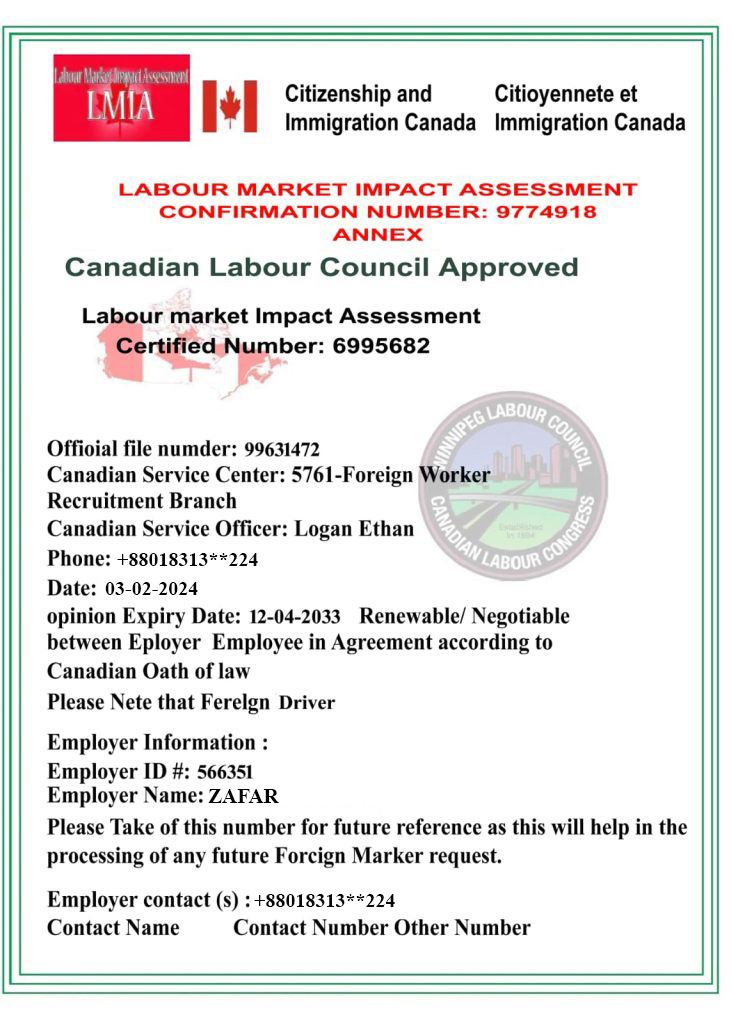 Labour Market Impact Assessment
LMIA
Citizenship and Immigration Canada
Citioyennete et Immigration Canada
LABOUR MARKET IMPACT ASSESSMENT
CONFIRMATION NUMBER: 9774918
ANNEX
Canadian Labour Council Approved
Labour market Impact Assessment
Certified Number: 6995682
WINNIPEG LABOUR COUNCIL
Established
In 1894
CANADIAN LABOUR CONGRESS
Offioial file numder: 99631472
Canadian Service Center: 5761-Foreign Worker
Recruitment Branch
Canadian Service Officer: Logan Ethan
Phone: +88018313**224
Date: 03-02-2024
opinion Expiry Date: 12-04-2033 Renewable/ Negotiable
between Eployer Employee in Agreement according to
Canadian Oath of law
Please Nete that Ferelgn Driver
Employer Information :
Employer ID #: 566351
Employer Name: ZAFAR
Please Take of this number for future reference as this will help in the
processing of any future Forcign Marker request.
Employer contact (s) : +88018313**224
Contact Name Contact Number Other Number